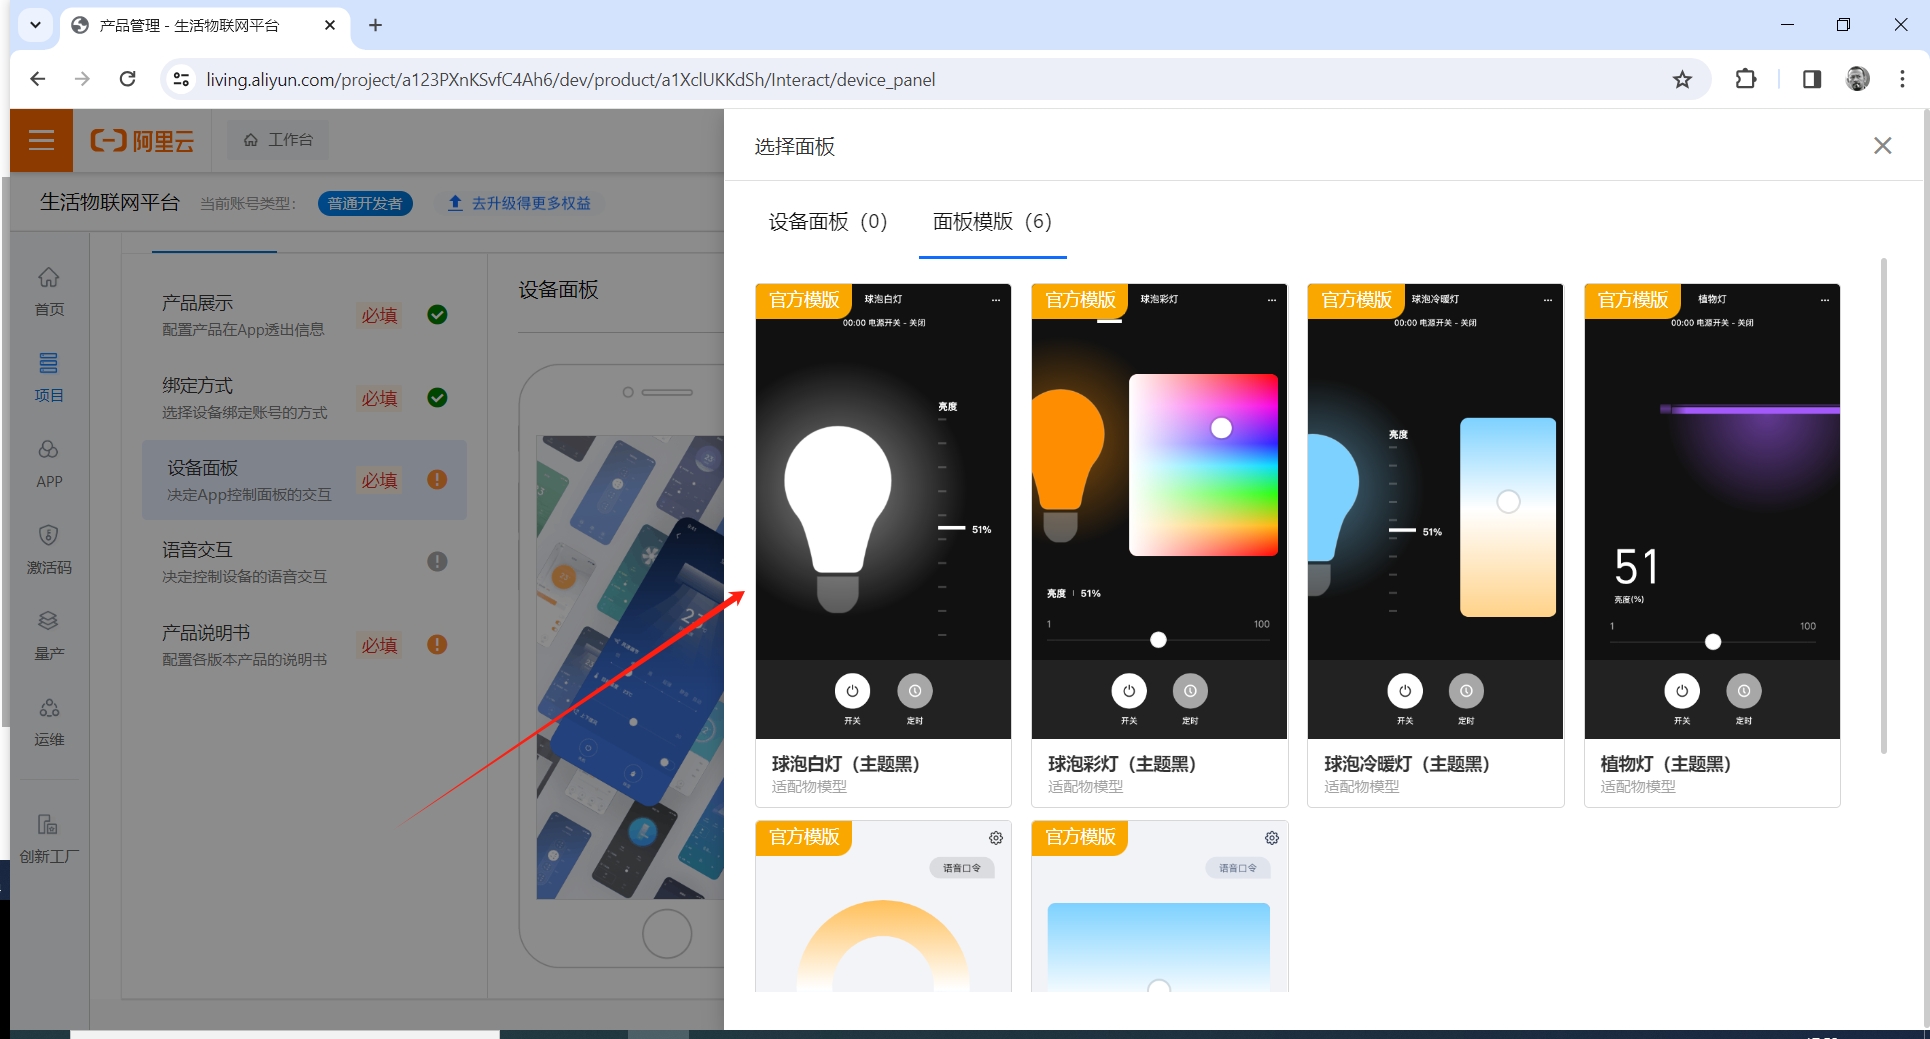 产品管理 - 生活物联网平台
living.aliyun.com/project/a123PXnKSvfC4Ah6/dev/product/a1XclUKKdSh/Interact/device_panel
阿里云
工作台
生活物联网平台
当前账号类型：
普通开发者
去升级得更多权益
首页
项目
APP
激活码
量产
运维
创新工厂
产品展示
配置产品在App透出信息
必填
绑定方式
选择设备绑定账号的方式
必填
设备面板
决定App控制面板的交互
必填
语音交互
决定控制设备的语音交互
产品说明书
配置各版本产品的说明书
必填
设备面板
选择面板
设备面板（0）
面板模版（6）
官方模版
球泡白灯
00:00 电源开关 - 关闭
亮度
51%
开关
定时
球泡白灯（主题黑）
适配物模型
官方模版
球泡彩灯
亮度
51%
1
100
开关
定时
球泡彩灯（主题黑）
适配物模型
官方模版
球泡冷暖灯
00:00 电源开关 - 关闭
亮度
51%
开关
定时
球泡冷暖灯（主题黑）
适配物模型
官方模版
植物灯
00:00 电源开关 - 关闭
51
亮度(%)
1
100
开关
定时
植物灯（主题黑）
适配物模型
官方模版
语音口令
官方模版
语音口令